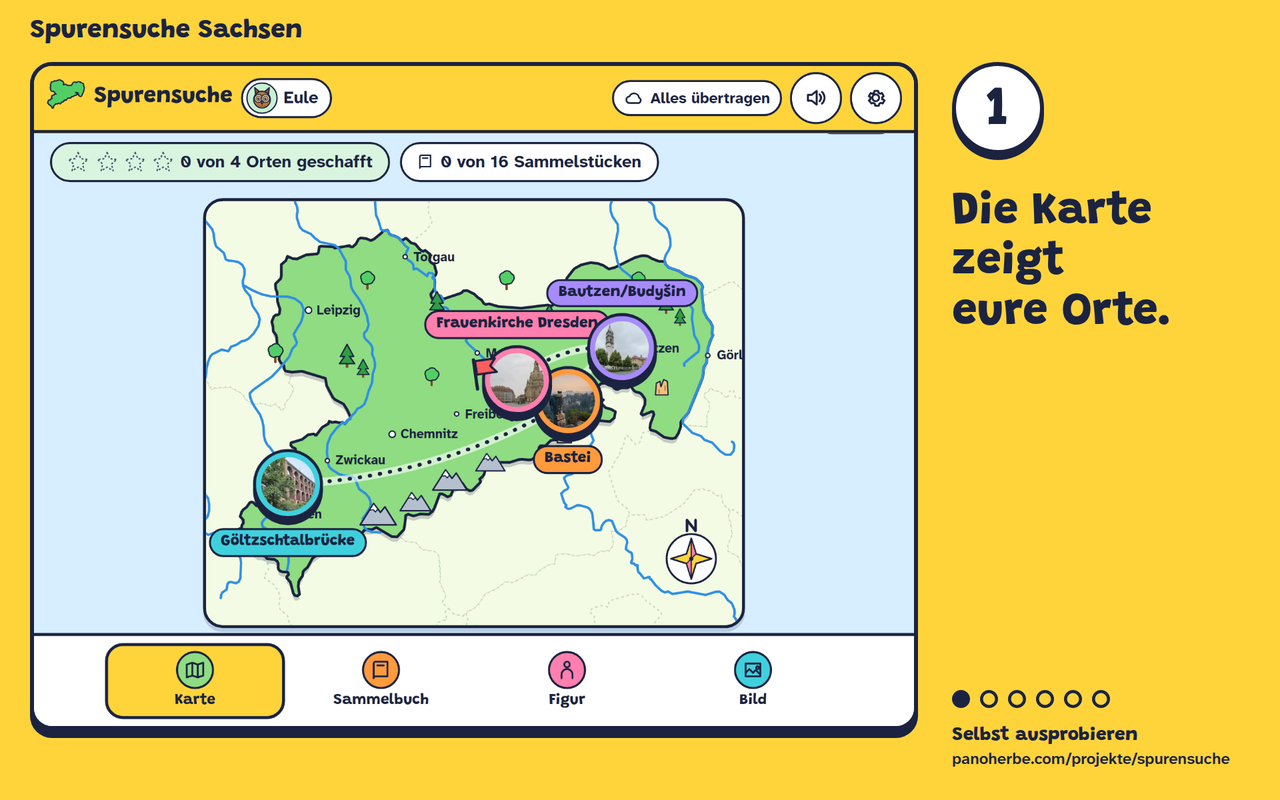 Spurensuche Sachsen
Spurensuche
Eule
Alles übertragen
0 von 4 Orten geschafft
0 von 16 Sammelstücken
Torgau
Leipzig
Bautzen/Budyšin
Frauenkirche Dresden
Chemnitz
Zwickau
Bastei
Göltzschtalbrücke
N
Karte
Sammelbuch
Figur
Bild
1
Die Karte
zeigt
eure Orte.
Selbst ausprobieren
panoherbe.com/projekte/spurensuche